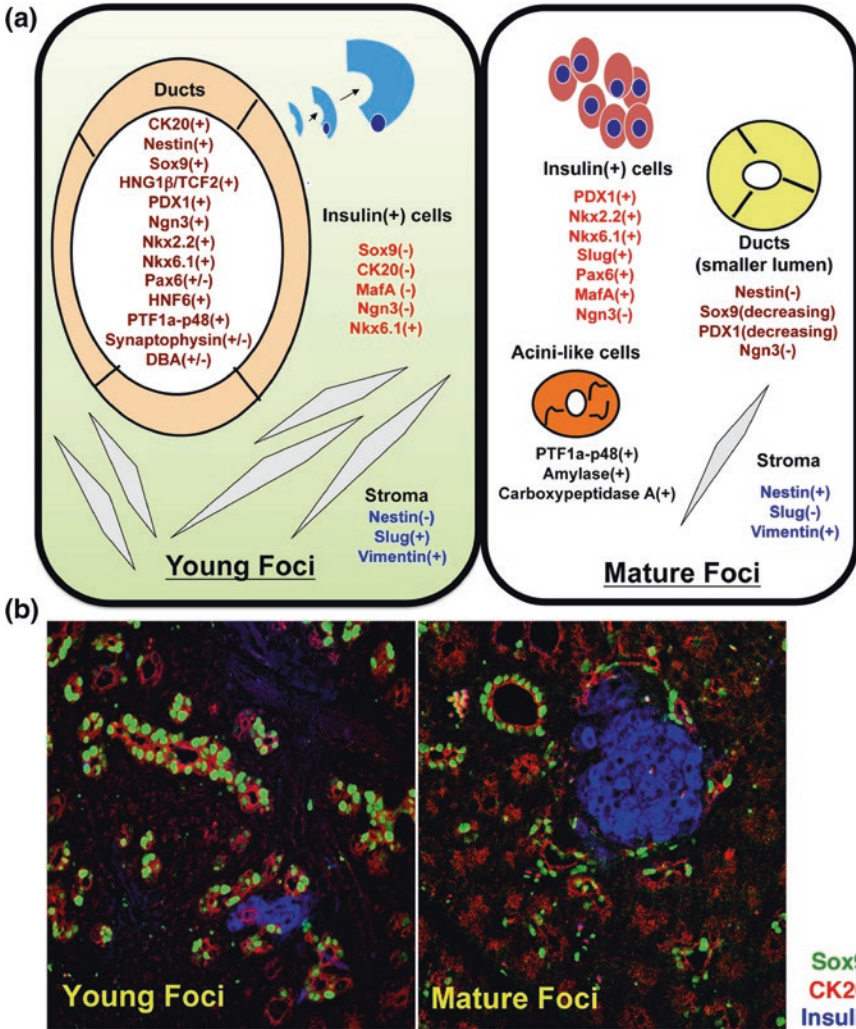 (a)
Ducts
CK20(+)
Nestin(+)
Sox9(+)
HNG1β/TCF2(+)
PDX1(+)
Ngn3(+)
Nkx2.2(+)
Nkx6.1(+)
Pax6(+/-)
HNF6(+)
PTF1a-p48(+)
Synaptophysin(+/-)
DBA(+/-)
Insulin(+) cells
Sox9(-)
CK20(-)
MafA (-)
Ngn3(-)
Nkx6.1(+)
Stroma
Nestin(-)
Slug(+)
Vimentin(+)
Young Foci
Insulin(+) cells
PDX1(+)
Nkx2.2(+)
Nkx6.1(+)
Slug(+)
Pax6(+)
MafA(+)
Ngn3(-)
Ducts
(smaller lumen)
Nestin(-)
Sox9(decreasing)
PDX1(decreasing)
Ngn3(-)
Acini-like cells
PTF1a-p48(+)
Amylase(+)
Carboxypeptidase A(+)
Stroma
Nestin(+)
Slug(-)
Vimentin(+)
Mature Foci
(b)
Young Foci
Mature Foci
Sox9
CK20
Insuli